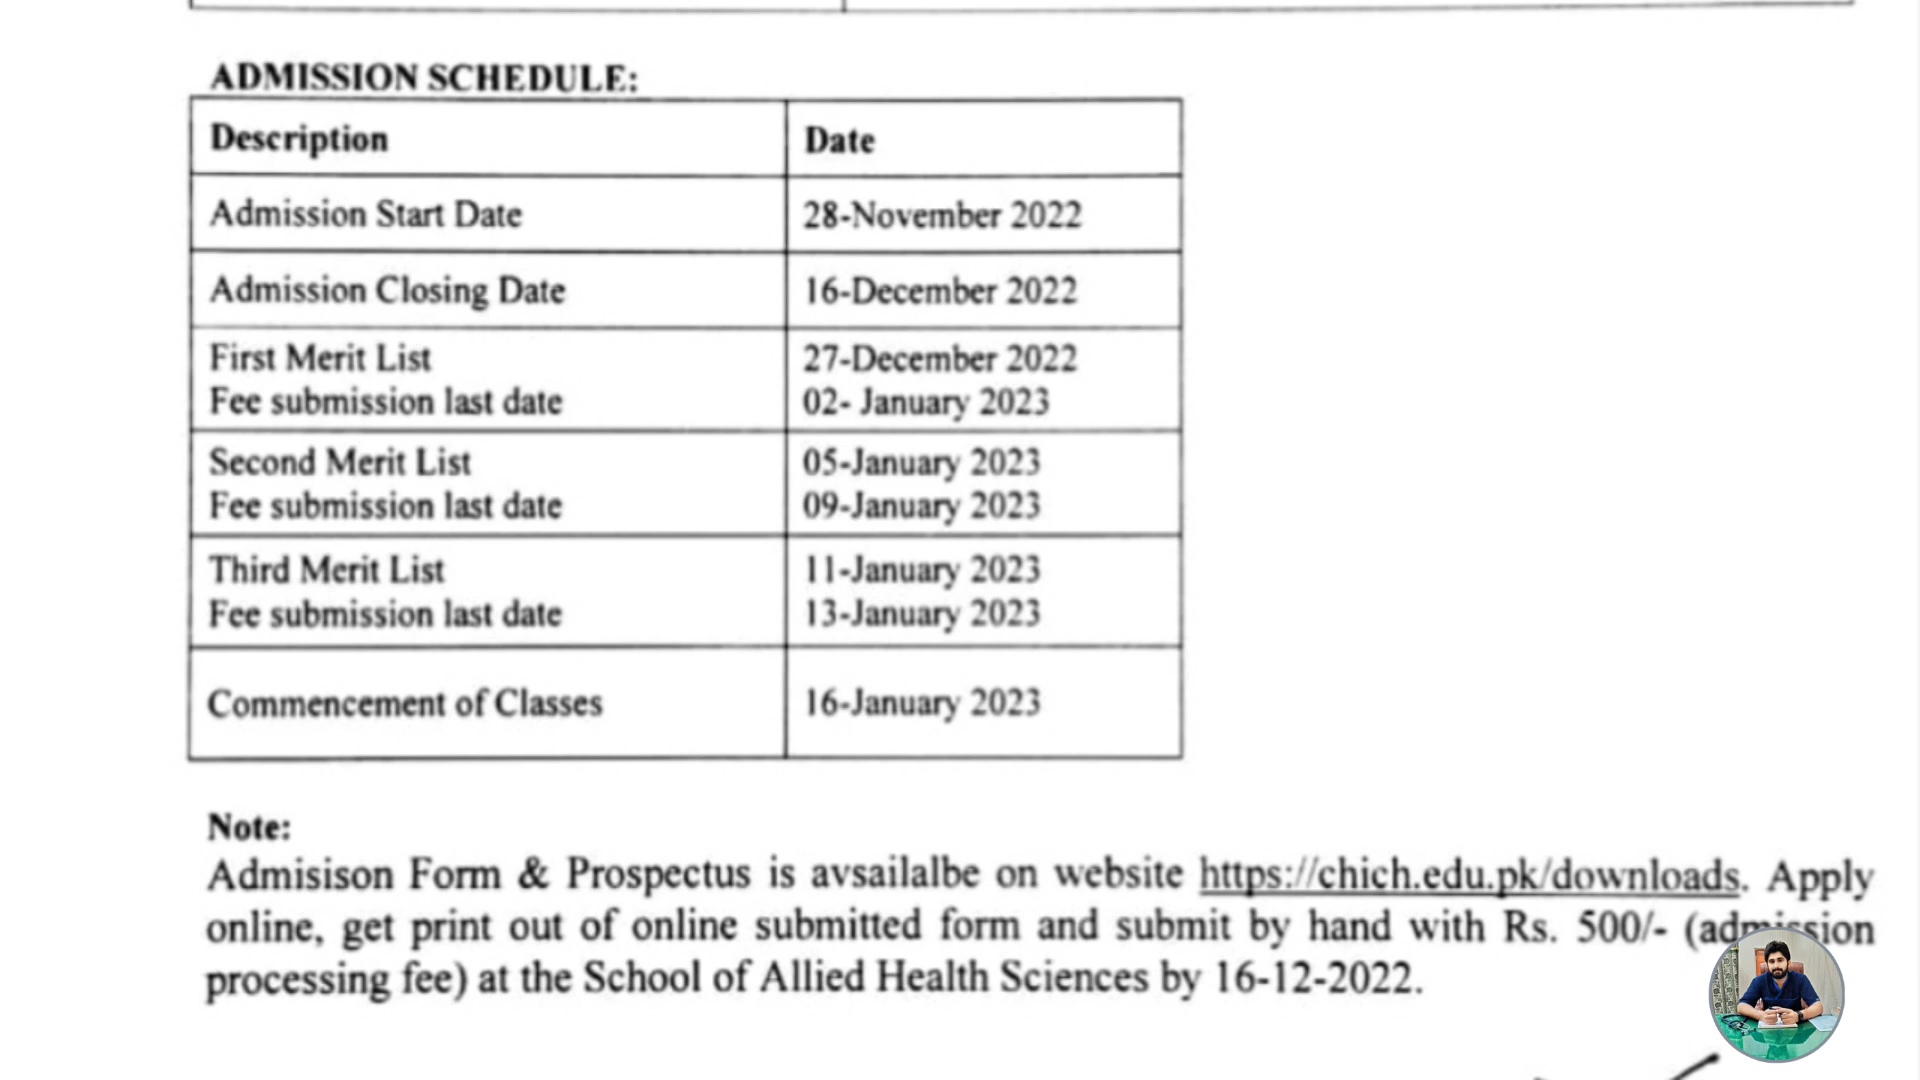 ADMISSION SCHEDULE:
Description Date
Admission Start Date 28-November 2022
Admission Closing Date 16-December 2022
First Merit List 27-December 2022
Fee submission last date 02- January 2023
Second Merit List 05-January 2023
Fee submission last date 09-January 2023
Third Merit List 11-January 2023
Fee submission last date 13-January 2023
Commencement of Classes 16-January 2023
Note:
Admisison Form & Prospectus is avsailalbe on website https://chich.edu.pk/downloads. Apply
online, get print out of online submitted form and submit by hand with Rs. 500/- (admission
processing fee) at the School of Allied Health Sciences by 16-12-2022.